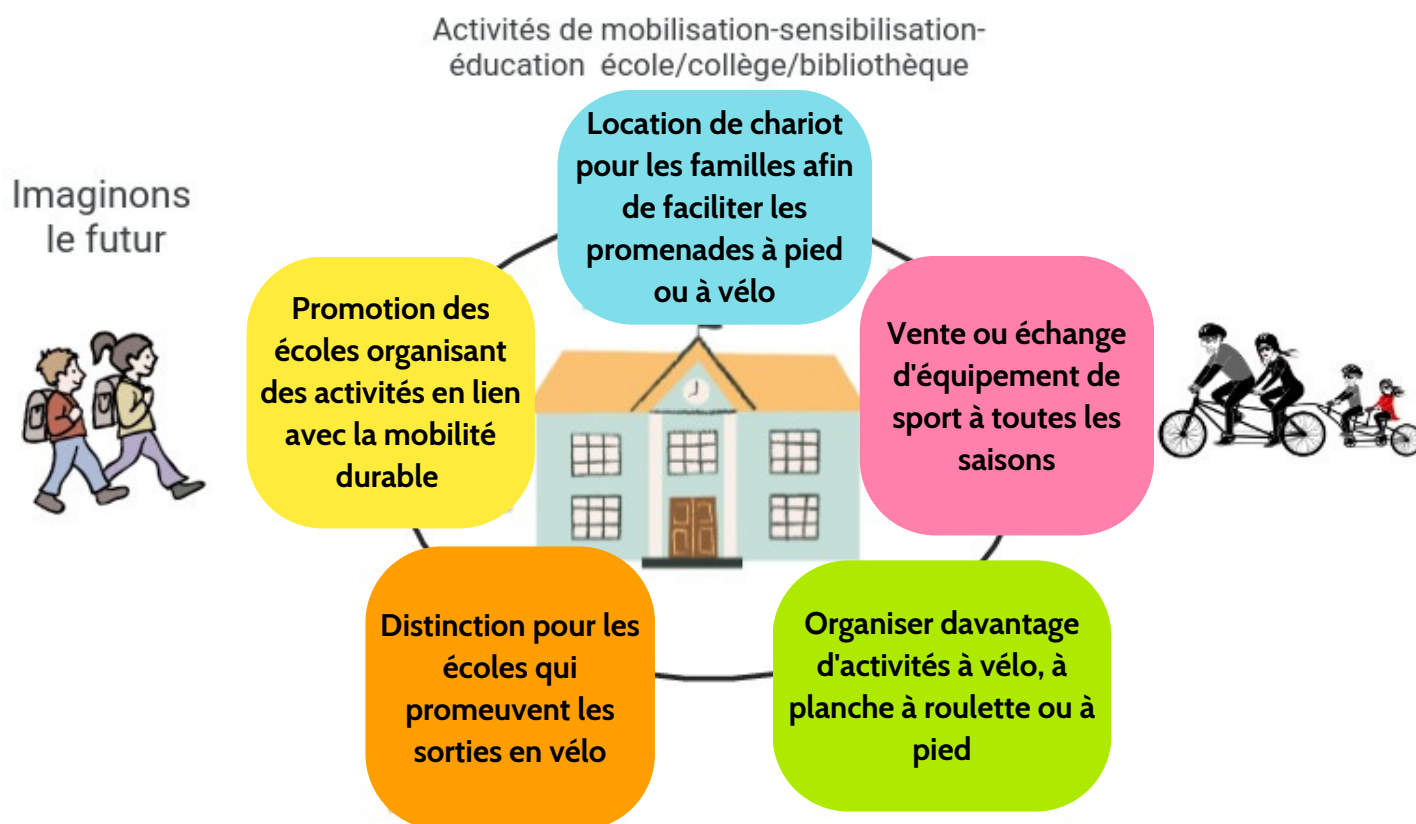 Activités de mobilisation-sensibilisation-
éducation école/collège/bibliothèque
Imaginons
le futur
Location de chariot
pour les familles afin
de faciliter les
promenades à pied
ou à vélo
Promotion des
écoles organisant
des activités en lien
avec la mobilité
durable
Vente ou échange
d'équipement de
sport à toutes les
saisons
Distinction pour les
écoles qui
promeuvent les
sorties en vélo
Organiser davantage
d'activités à vélo, à
planche à roulette ou à
pied